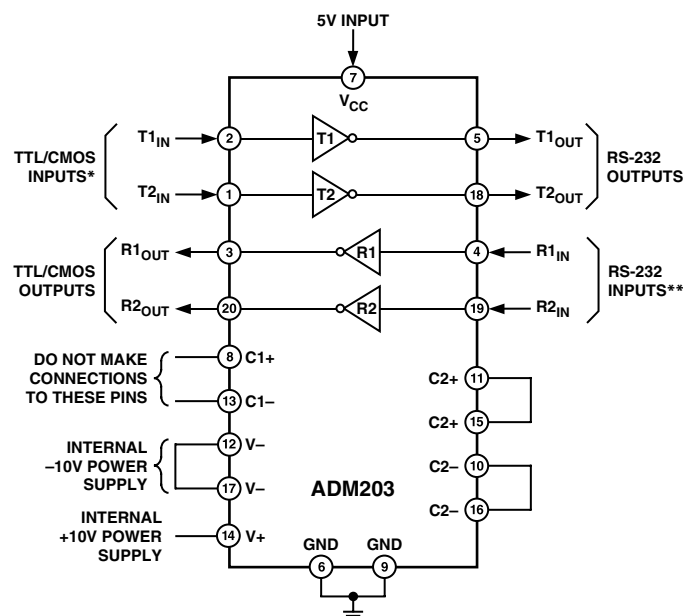 5V INPUT
7
VCC
TTL/CMOS
INPUTS*
T1IN
2
T1
5
T1OUT
T2IN
1
T2
18
T2OUT
RS-232
OUTPUTS
TTL/CMOS
OUTPUTS
R1OUT
3
R1
4
R1IN
R2OUT
20
R2
19
R2IN
RS-232
INPUTS**
DO NOT MAKE
CONNECTIONS
TO THESE PINS
8 C1+
13 C1–
C2+ 11
C2+ 15
INTERNAL
–10V POWER
SUPPLY
12 V–
17 V–
C2– 10
C2– 16
ADM203
INTERNAL
+10V POWER
SUPPLY
14 V+
GND GND
6 9